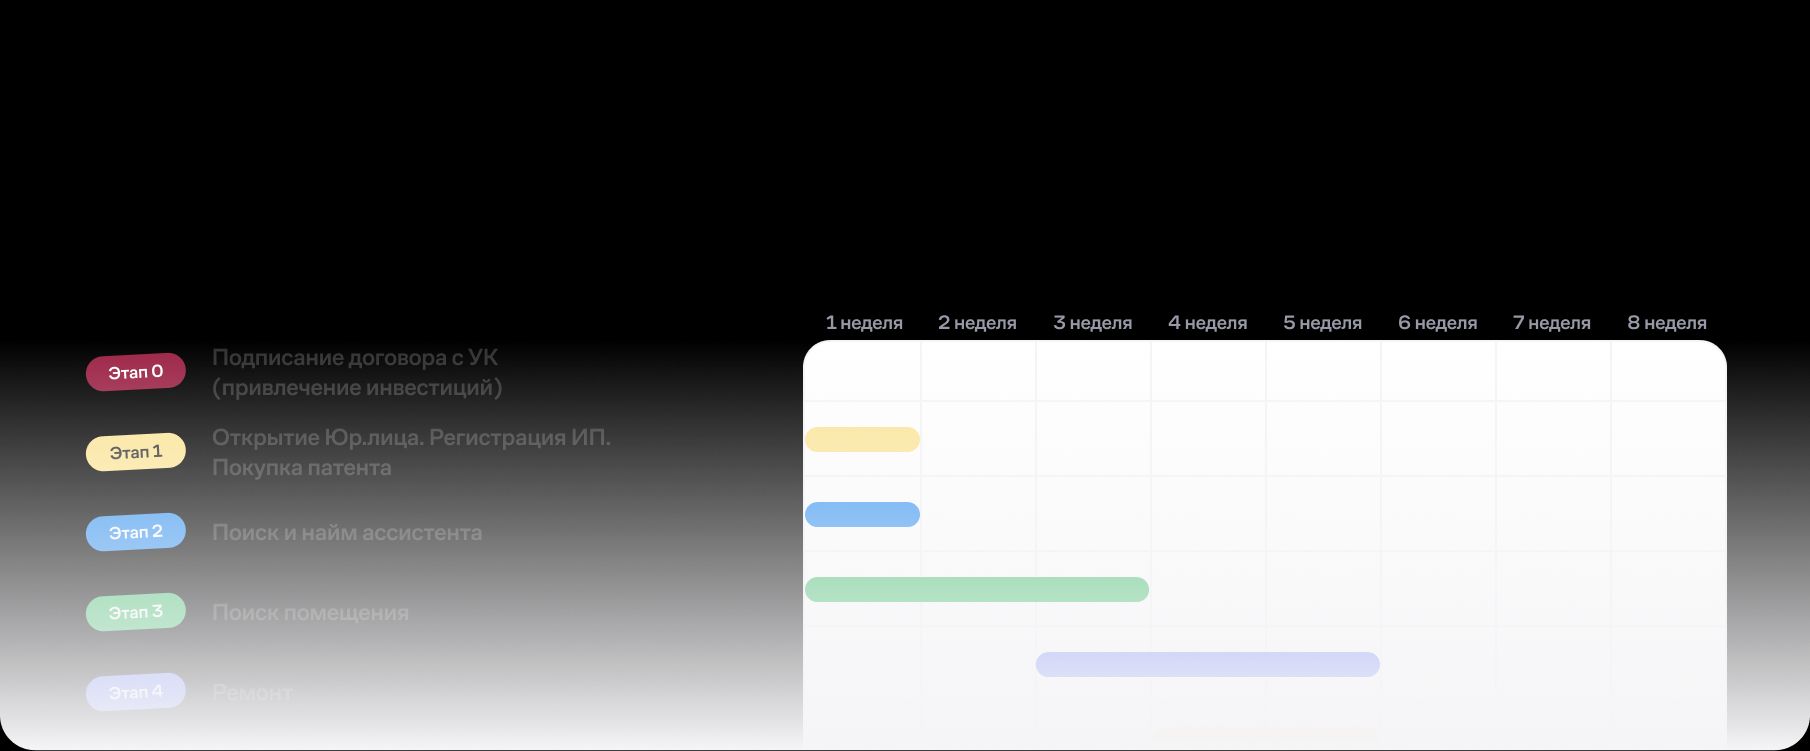 1 неделя 2 неделя 3 неделя 4 неделя 5 неделя 6 неделя 7 неделя 8 неделя
Этап 0
Подписание договора с УК
(привлечение инвестиций)
Этап 1
Открытие Юр.лица. Регистрация ИП.
Покупка патента
Этап 2
Поиск и найм ассистента
Этап 3
Поиск помещения
Этап 4
Ремонт